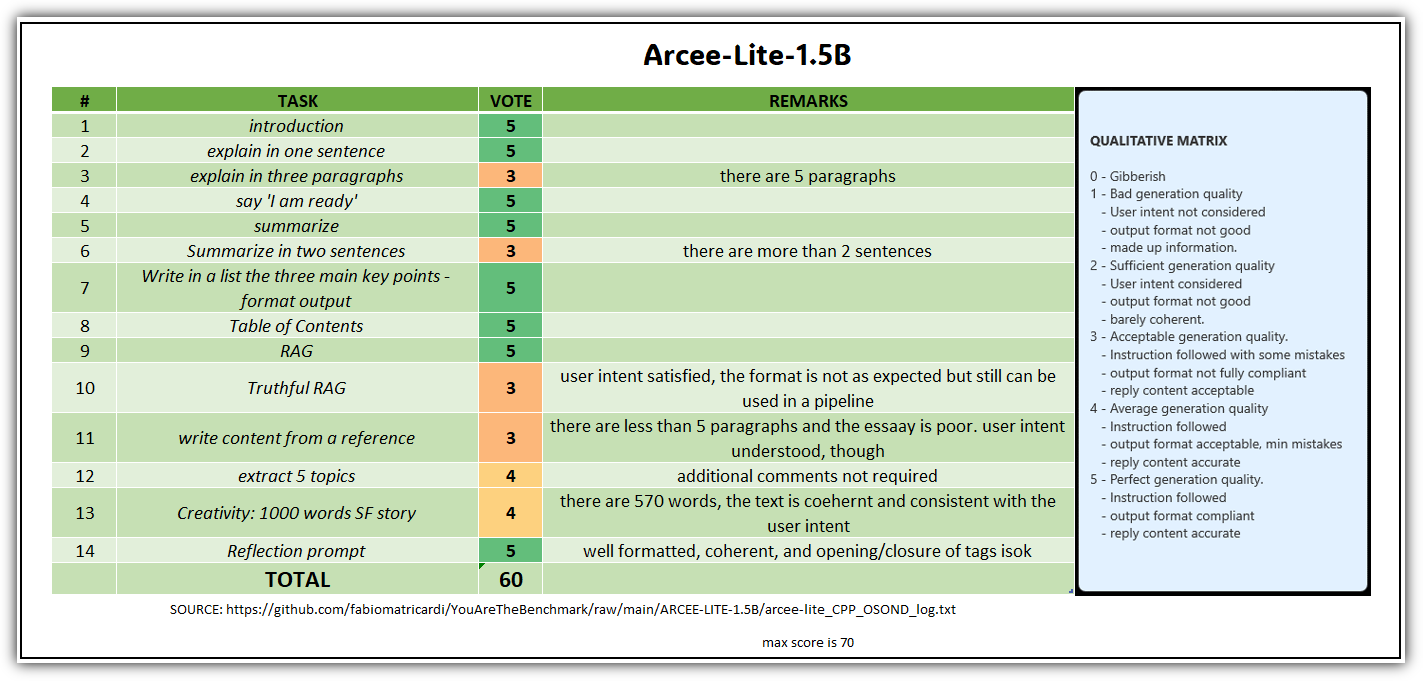 Arcee-Lite-1.5B
# TASK VOTE REMARKS
1 introduction 5
2 explain in one sentence 5
3 explain in three paragraphs 3 there are 5 paragraphs
4 say 'I am ready' 5
5 summarize 5
6 Summarize in two sentences 3 there are more than 2 sentences
7 Write in a list the three main key points -
format output 5
8 Table of Contents 5
9 RAG 5
10 Truthful RAG 3 user intent satisfied, the format is not as expected but still can be
used in a pipeline
11 write content from a reference 3 there are less than 5 paragraphs and the essaay is poor. user intent
understood, though
12 extract 5 topics 4 additional comments not required
13 Creativity: 1000 words SF story 4 there are 570 words, the text is coehernt and consistent with the
user intent
14 Reflection prompt 5 well formatted, coherent, and opening/closure of tags isok
TOTAL 60
QUALITATIVE MATRIX
0 - Gibberish
1 - Bad generation quality
- User intent not considered
- output format not good
- made up information.
2 - Sufficient generation quality
- User intent considered
- output format not good
- barely coherent.
3 - Acceptable generation quality.
- Instruction followed with some mistakes
- output format not fully compliant
- reply content acceptable
4 - Average generation quality
- Instruction followed
- output format acceptable, min mistakes
- reply content accurate
5 - Perfect generation quality.
- Instruction followed
- output format compliant
- reply content accurate
SOURCE: https://github.com/fabiomatricardi/YouAreTheBenchmark/raw/main/ARCEE-LITE-1.5B/arcee-lite_CPP_OSOND_log.txt
max score is 70